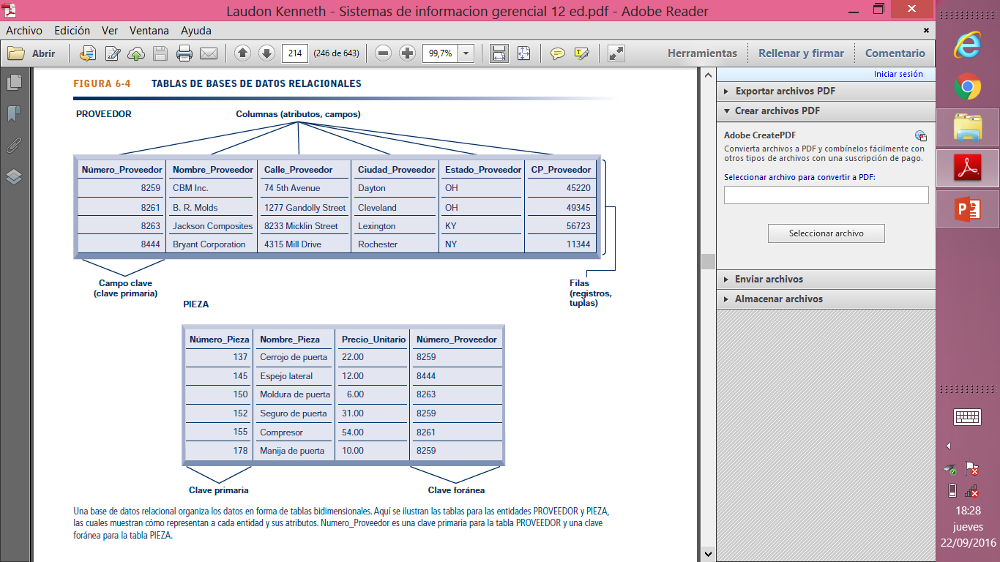 Laudon Kenneth - Sistemas de informacion gerencial 12 ed.pdf - Adobe Reader
Archivo Edición Ver Ventana Ayuda
Abrir 214 (246 de 643) 99,7% Herramientas Rellenar y firmar Comentario
Iniciar sesión
Exportar archivos PDF
Crear archivos PDF
Adobe CreatePDF
Convierta archivos a PDF y combínelos fácilmente con
otros tipos de archivos con una suscripción de pago.
Seleccionar archivo para convertir a PDF:
Seleccionar archivo
Enviar archivos
Almacenar archivos
FIGURA 6-4 TABLAS DE BASES DE DATOS RELACIONALES
PROVEEDOR Columnas (atributos, campos)
Número_Proveedor Nombre_Proveedor Calle_Proveedor Ciudad_Proveedor Estado_Proveedor CP_Proveedor
8259 CBM Inc. 74 5th Avenue Dayton OH 45220
8261 B. R. Molds 1277 Gandolly Street Cleveland OH 49345
8263 Jackson Composites 8233 Micklin Street Lexington KY 56723
8444 Bryant Corporation 4315 Mill Drive Rochester NY 11344
Campo clave
(clave primaria)
Filas
(registros,
tuplas)
PIEZA
Número_Pieza Nombre_Pieza Precio_Unitario Número_Proveedor
137 Cerrojo de puerta 22.00 8259
145 Espejo lateral 12.00 8444
150 Moldura de puerta 6.00 8263
152 Seguro de puerta 31.00 8259
155 Compresor 54.00 8261
178 Manija de puerta 10.00 8259
Clave primaria Clave foránea
Una base de datos relacional organiza los datos en forma de tablas bidimensionales. Aquí se ilustran las tablas para las entidades PROVEEDOR y PIEZA,
las cuales muestran cómo representan a cada entidad y sus atributos. Numero_Proveedor es una clave primaria para la tabla PROVEEDOR y una clave
foránea para la tabla PIEZA.
18:28
jueves
22/09/2016